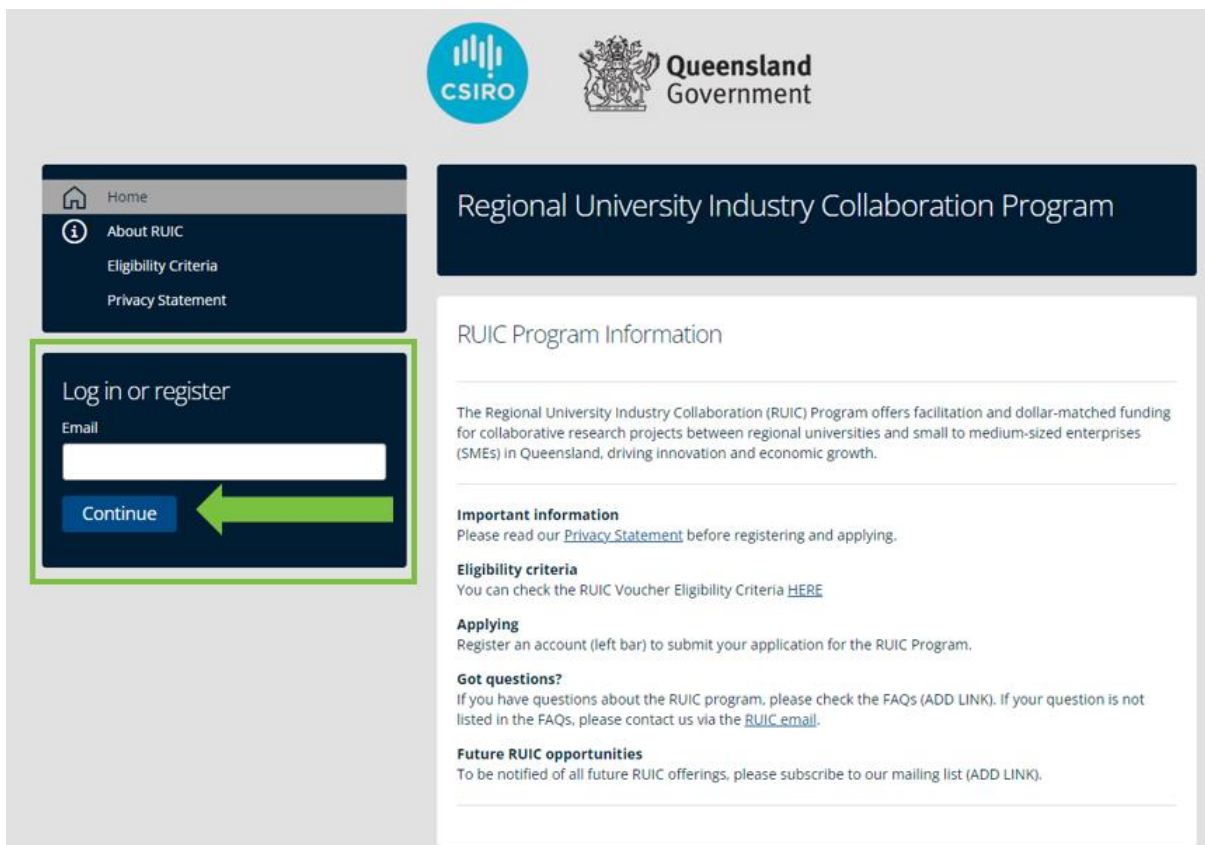 CSIRO
Queensland
Government
Home
About RUIC
Eligibility Criteria
Privacy Statement
Log in or register
Email
Continue
Regional University Industry Collaboration Program
RUIC Program Information
The Regional University Industry Collaboration (RUIC) Program offers facilitation and dollar-matched funding
for collaborative research projects between regional universities and small to medium-sized enterprises
(SMEs) in Queensland, driving innovation and economic growth.
Important information
Please read our Privacy Statement before registering and applying.
Eligibility criteria
You can check the RUIC Voucher Eligibility Criteria HERE
Applying
Register an account (left bar) to submit your application for the RUIC Program.
Got questions?
If you have questions about the RUIC program, please check the FAQs (ADD LINK). If your question is not
listed in the FAQs, please contact us via the RUIC email.
Future RUIC opportunities
To be notified of all future RUIC offerings, please subscribe to our mailing list (ADD LINK).